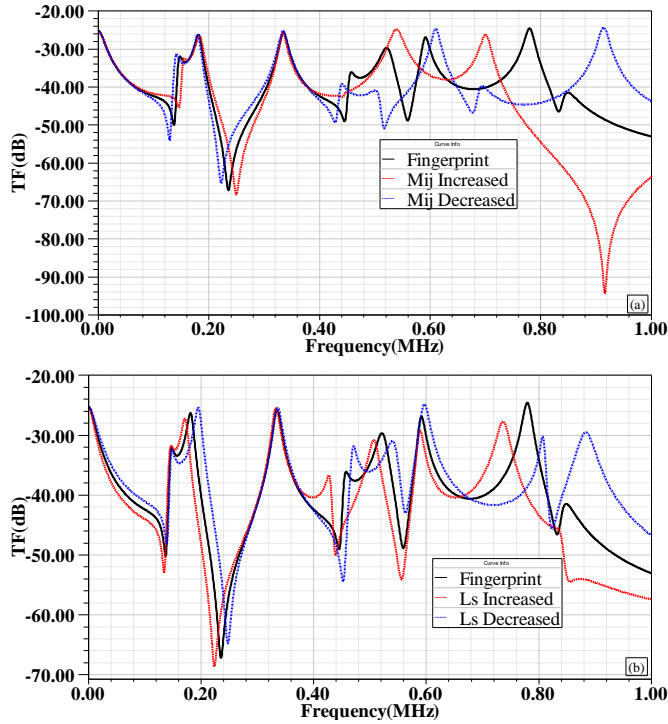 -20.00
-30.00
-40.00
-50.00
-60.00
-70.00
-80.00
-90.00
-100.00
TF(dB)
Curve Info
Fingerprint
Mij Increased
Mij Decreased
(a)
0.00 0.20 0.40 0.60 0.80 1.00
Frequency(MHz)
-20.00
-30.00
-40.00
-50.00
-60.00
-70.00
TF(dB)
Curve Info
Fingerprint
Ls Increased
Ls Decreased
(b)
0.00 0.20 0.40 0.60 0.80 1.00
Frequency(MHz)